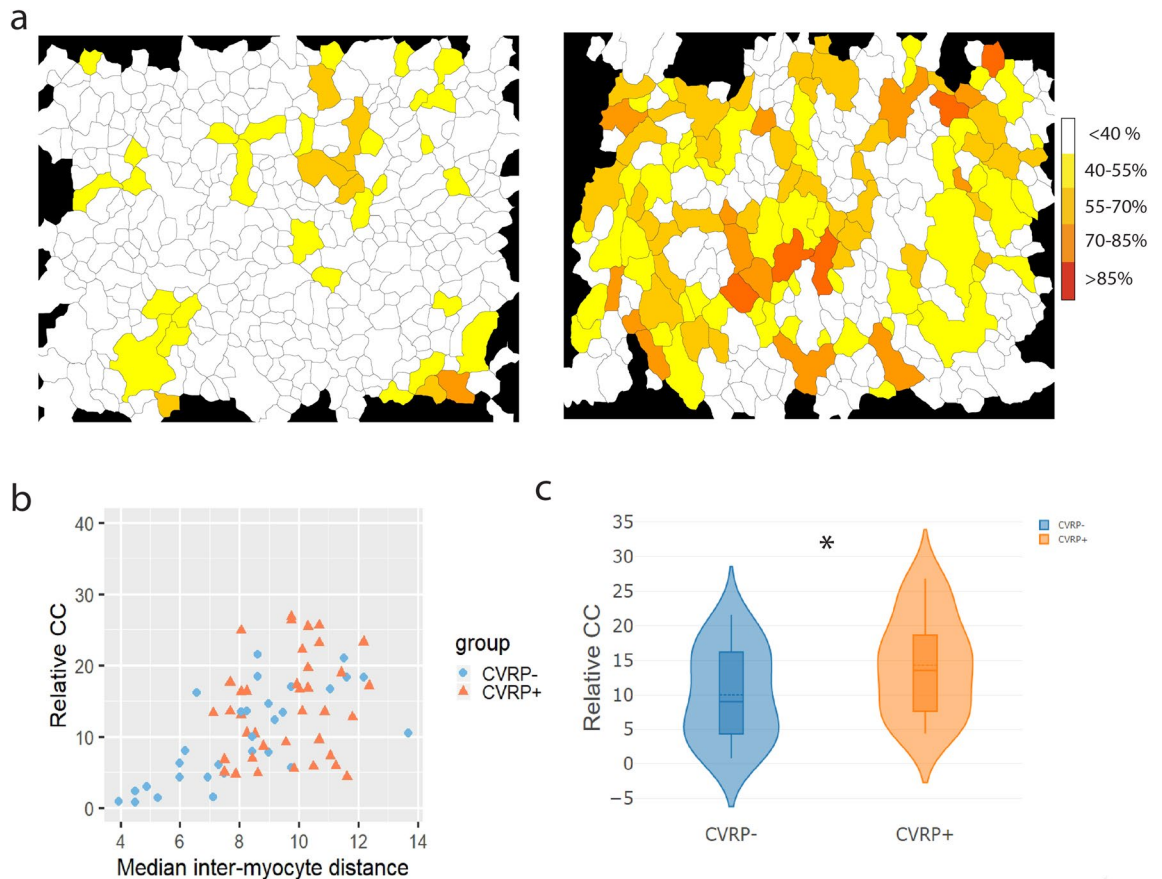 a
<40 %
40-55%
55-70%
70-85%
>85%
b
40
30
20
10
0
Relative CC
4 6 8 10 12 14
Median inter-myocyte distance
group
CVRP-
CVRP+
c
35
30
25
20
15
10
5
0
−5
Relative CC
*
CVRP- CVRP+
CVRP-
CVRP+